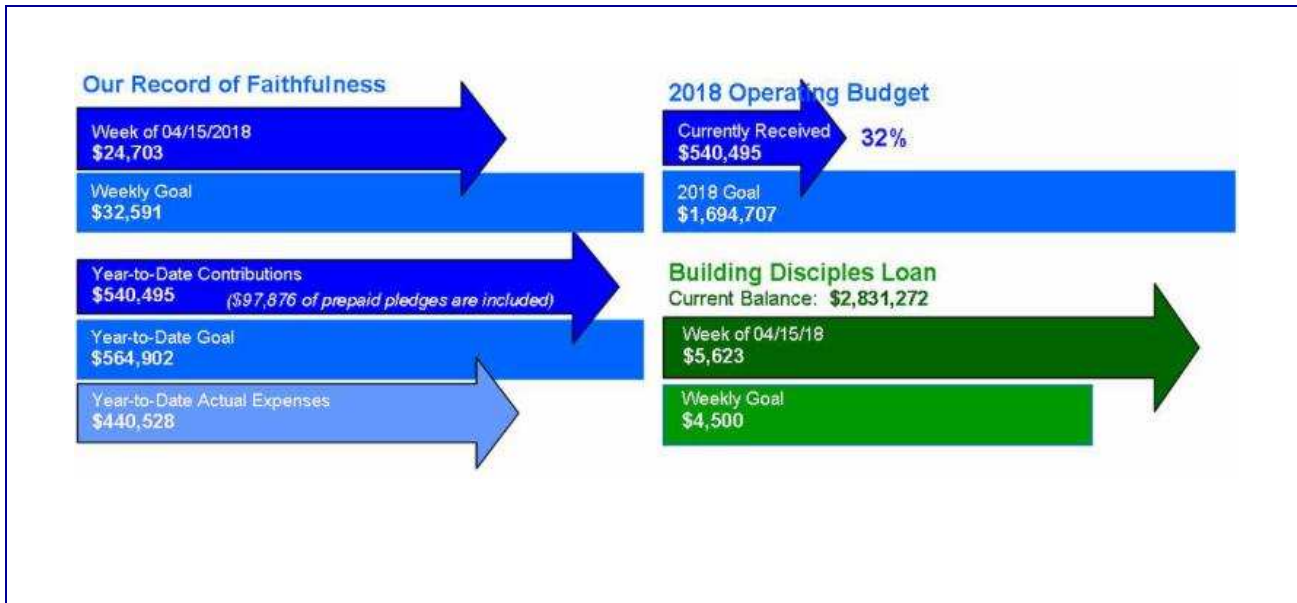 Our Record of Faithfulness
Week of 04/15/2018
$24,703
Weekly Goal
$32,591
Year-to-Date Contributions
$540,495 ($97,876 of prepaid pledges are included)
Year-to-Date Goal
$564,902
Year-to-Date Actual Expenses
$440,528
2018 Operating Budget
Currently Received
$540,495
32%
2018 Goal
$1,694,707
Building Disciples Loan
Current Balance: $2,831,272
Week of 04/15/18
$5,623
Weekly Goal
$4,500